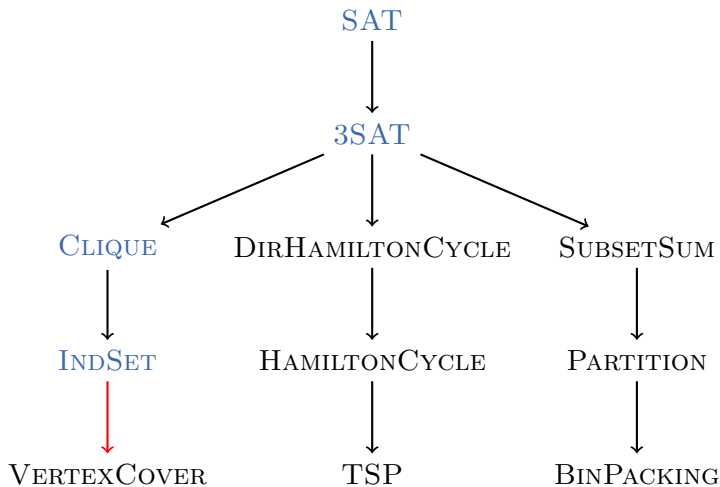 SAT
3SAT
CLIQUE DIRHAMILTONCYCLE SUBSETSUM
INDSET HAMILTONCYCLE PARTITION
VERTEXCOVER TSP BINPACKING